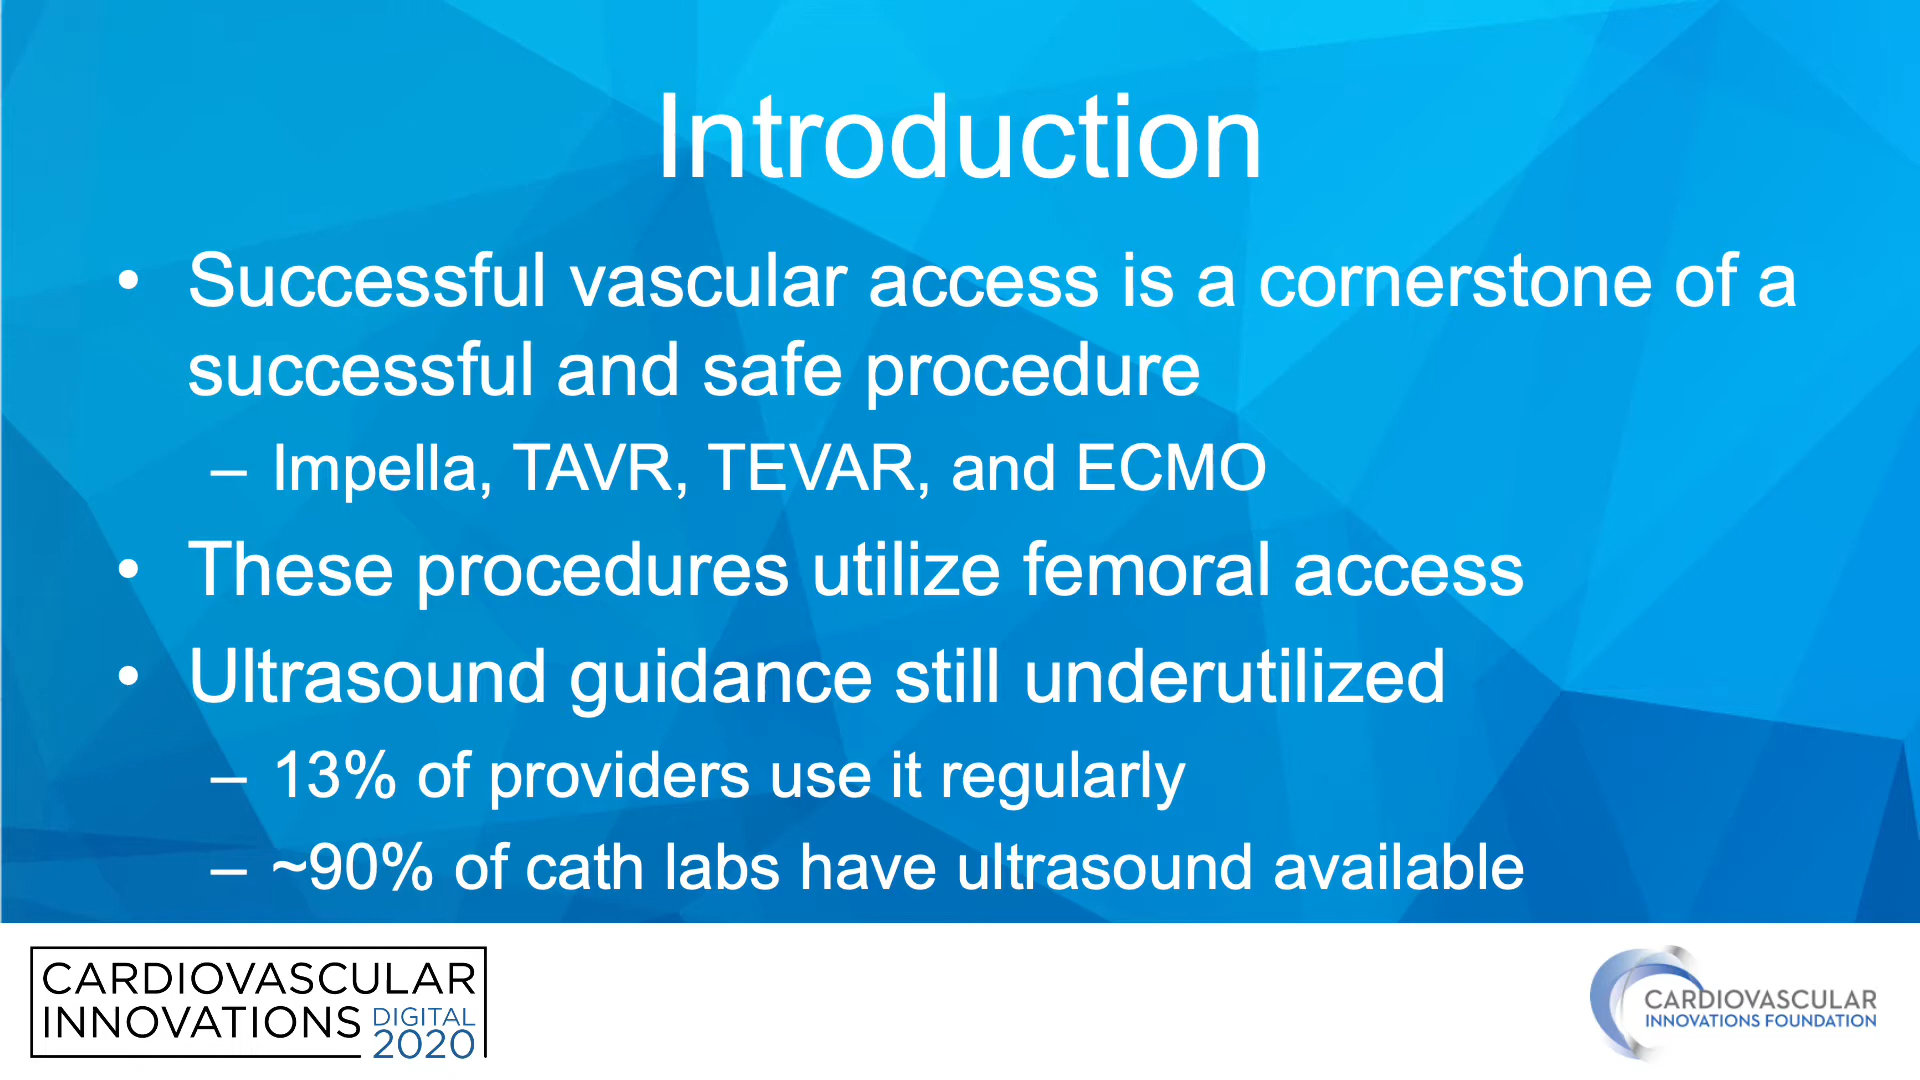 Introduction
• Successful vascular access is a cornerstone of a
successful and safe procedure
– Impella, TAVR, TEVAR, and ECMO
• These procedures utilize femoral access
• Ultrasound guidance still underutilized
– 13% of providers use it regularly
– ~90% of cath labs have ultrasound available
CARDIOVASCULAR
INNOVATIONS DIGITAL
2020
CARDIOVASCULAR
INNOVATIONS FOUNDATION